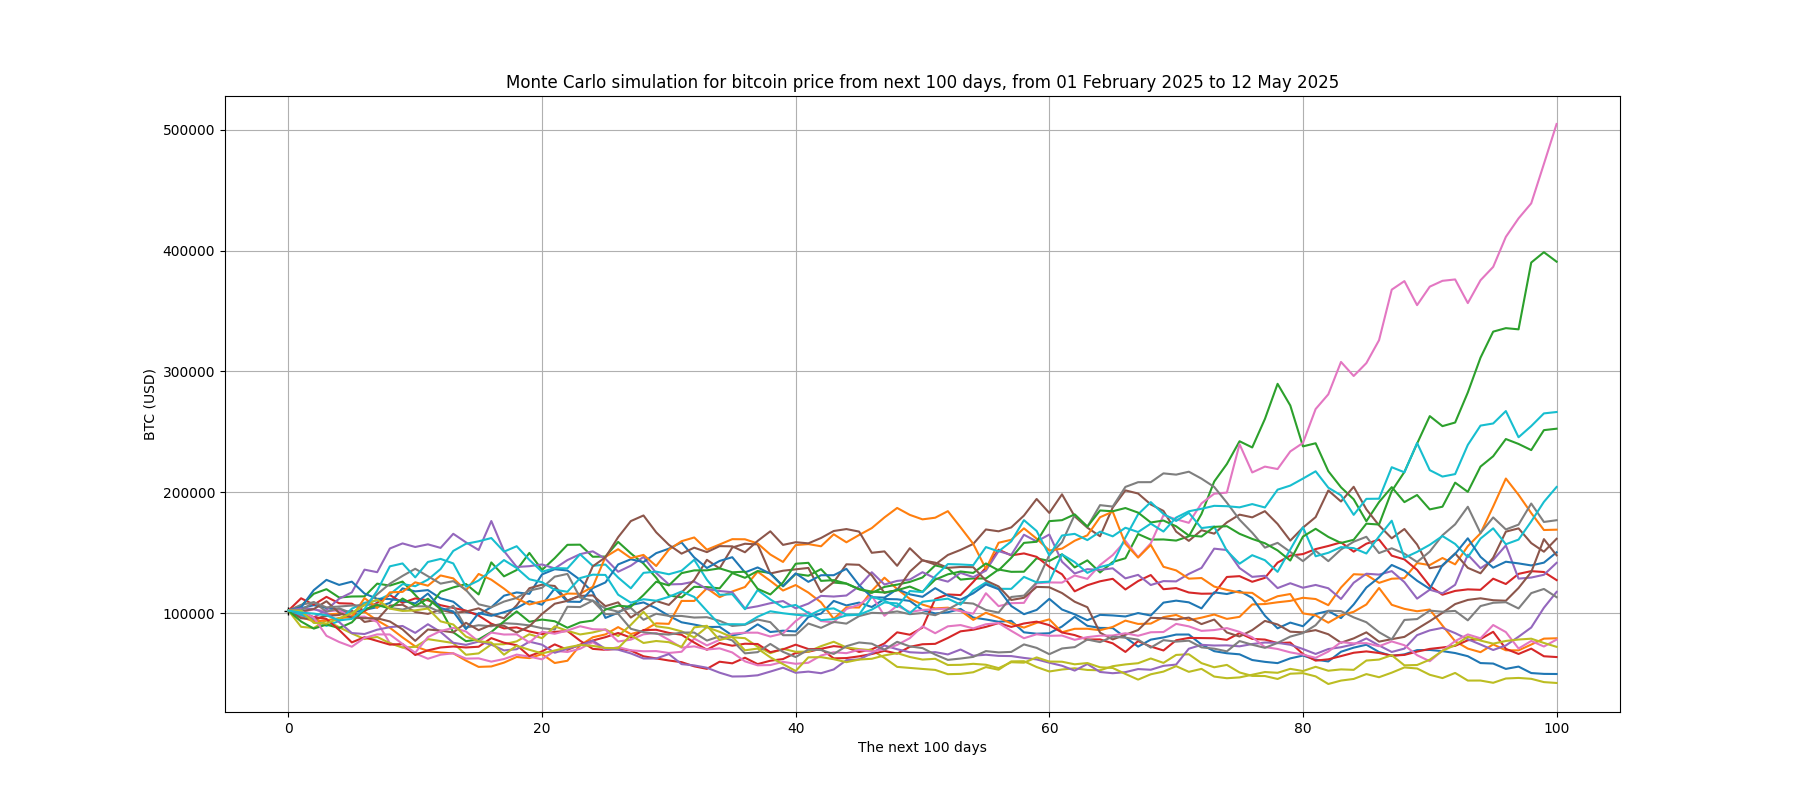 Monte Carlo simulation for bitcoin price from next 100 days, from 01 February 2025 to 12 May 2025
500000
400000
300000
200000
100000
BTC (USD)
0 20 40 60 80 100
The next 100 days